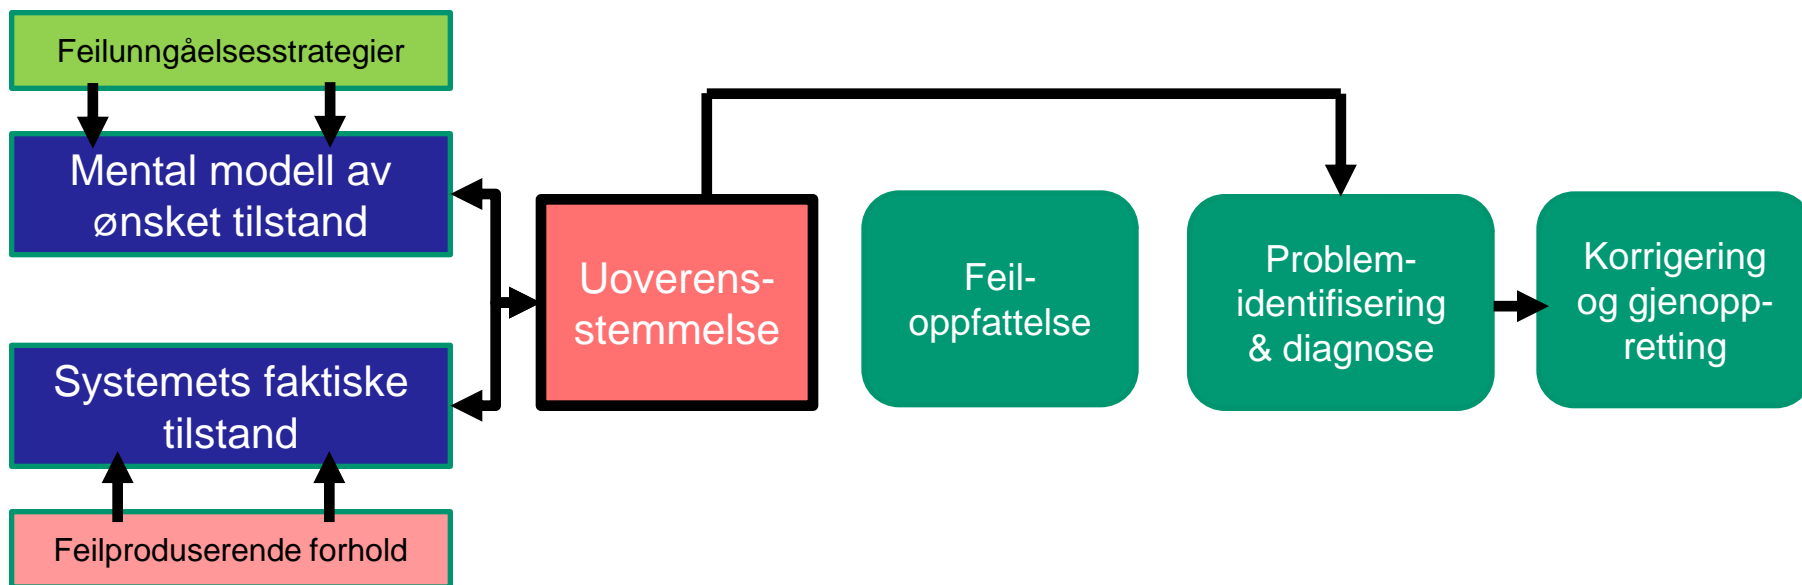 Feilunngåelsesstrategier
Mental modell av
ønsket tilstand
Systemets faktiske
tilstand
Feilproduserende forhold
Uoverens-
stemmelse
Feil-
oppfattelse
Problem-
identifisering
& diagnose
Korrigering
og gjenopp-
retting